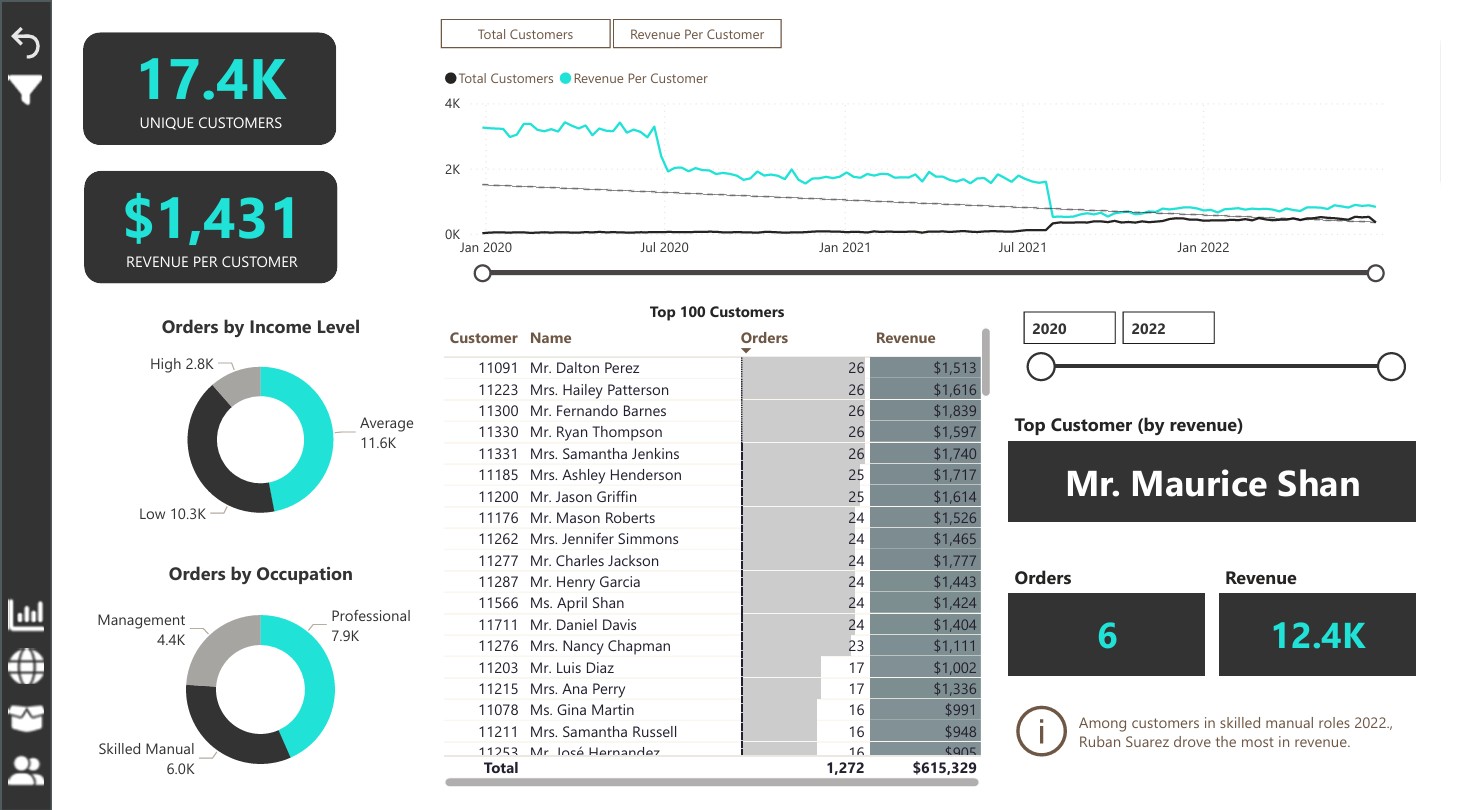 17.4K
UNIQUE CUSTOMERS
$1,431
REVENUE PER CUSTOMER
Total Customers
Revenue Per Customer
Total Customers Revenue Per Customer
4K
2K
0K
Jan 2020 Jul 2020 Jan 2021 Jul 2021 Jan 2022
Orders by Income Level
High 2.8K
Average
11.6K
Low 10.3K
Orders by Occupation
Management
4.4K
Professional
7.9K
Skilled Manual
6.0K
Top 100 Customers
Customer Name Orders Revenue
11091 Mr. Dalton Perez 26 $1,513
11223 Mrs. Hailey Patterson 26 $1,616
11300 Mr. Fernando Barnes 26 $1,839
11330 Mr. Ryan Thompson 26 $1,597
11331 Mrs. Samantha Jenkins 26 $1,740
11185 Mrs. Ashley Henderson 25 $1,717
11200 Mr. Jason Griffin 25 $1,614
11176 Mr. Mason Roberts 24 $1,526
11262 Mrs. Jennifer Simmons 24 $1,465
11277 Mr. Charles Jackson 24 $1,777
11287 Mr. Henry Garcia 24 $1,443
11566 Ms. April Shan 24 $1,424
11711 Mr. Daniel Davis 24 $1,404
11276 Mrs. Nancy Chapman 23 $1,111
11203 Mr. Luis Diaz 17 $1,002
11215 Mrs. Ana Perry 17 $1,336
11078 Ms. Gina Martin 16 $991
11211 Mrs. Samantha Russell 16 $948
11253 Mr. José Hernandez 16 $905
Total 1,272 $615,329
2020
2022
Top Customer (by revenue)
Mr. Maurice Shan
Orders
6
Revenue
12.4K
Among customers in skilled manual roles 2022.,
Ruban Suarez drove the most in revenue.